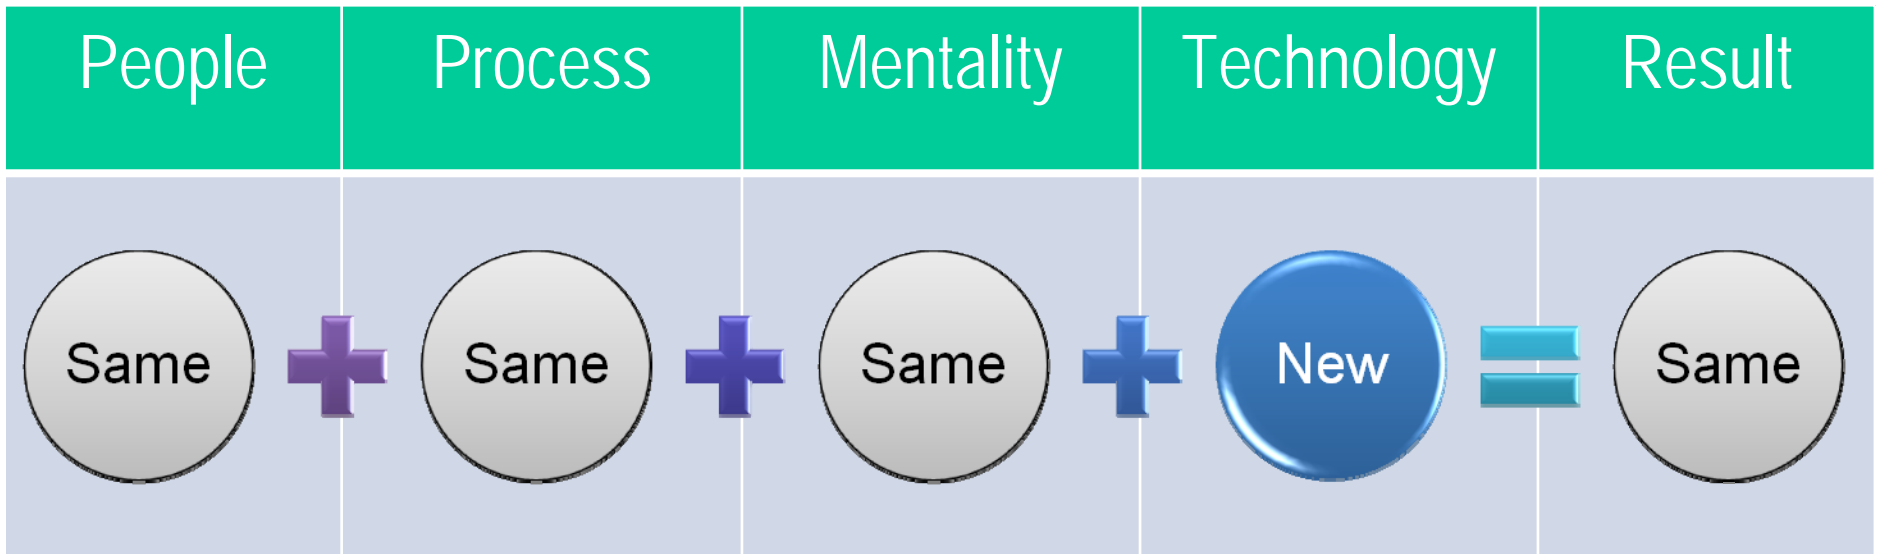 People Process Mentality Technology Result
Same + Same + Same + New = Same